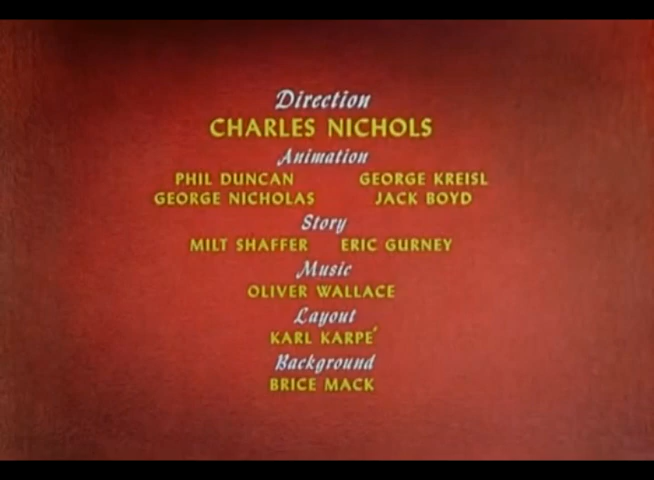 Direction
CHARLES NICHOLS
Animation
PHIL DUNCAN GEORGE KREISL
GEORGE NICHOLAS JACK BOYD
Story
MILT SHAFFER ERIC GURNEY
Music
OLIVER WALLACE
Layout
KARL KARPE´
Background
BRICE MACK